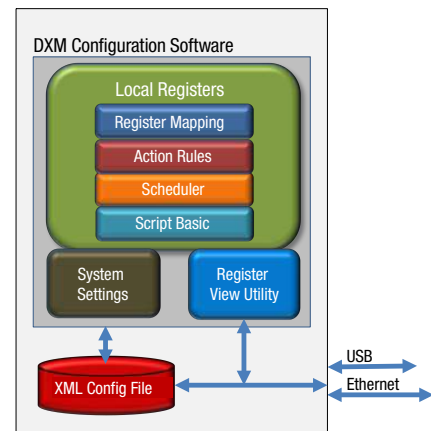 DXM Configuration Software
Local Registers
Register Mapping
Action Rules
Scheduler
Script Basic
System
Settings
Register
View Utility
XML Config File
USB
Ethernet